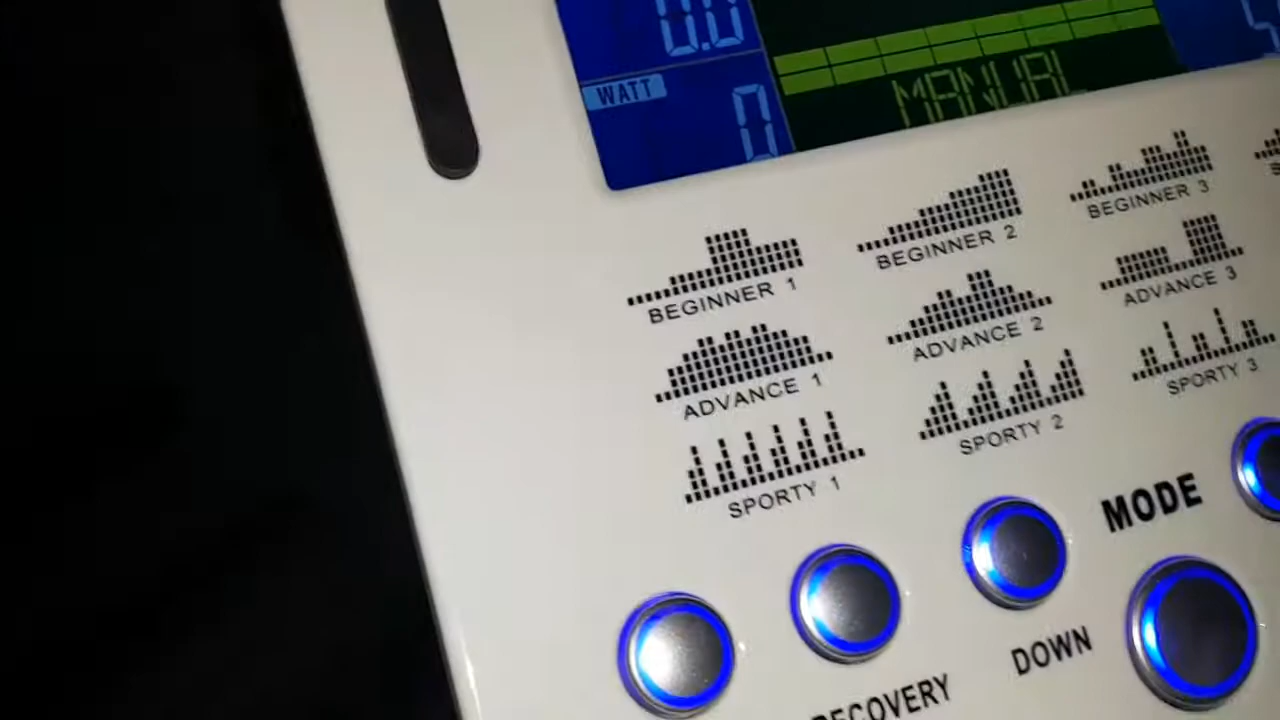 0.0
WATT
0
MANUAL
BEGINNER 1
BEGINNER 2
BEGINNER 3
ADVANCE 1
ADVANCE 2
ADVANCE 3
SPORTY 1
SPORTY 2
SPORTY 3
MODE
DOWN
RECOVERY